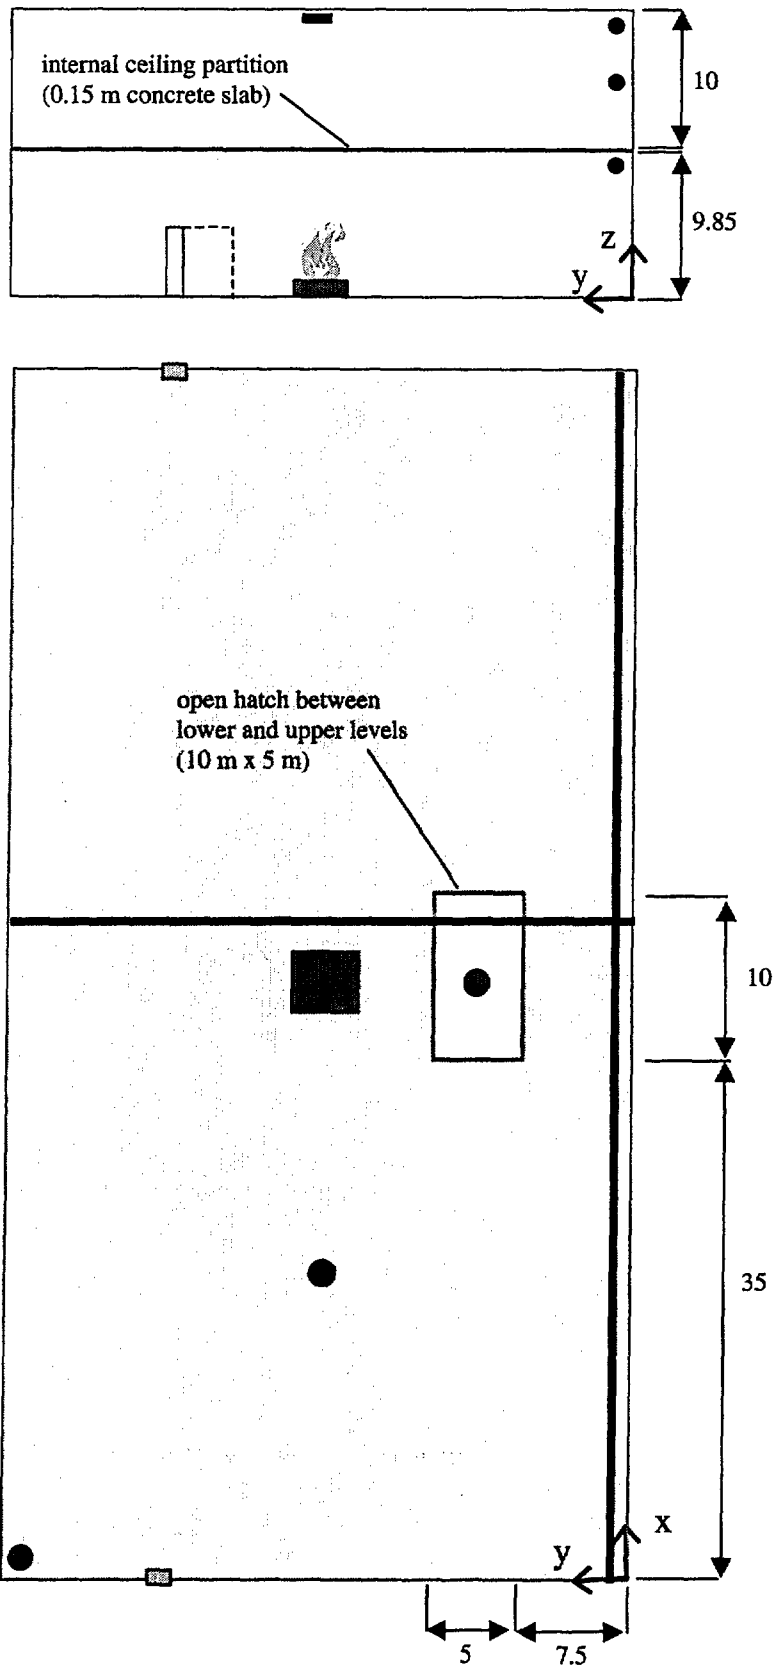 internal ceiling partition
(0.15 m concrete slab)
10
9.85
z
y
open hatch between
lower and upper levels
(10 m x 5 m)
10
35
x
y
5
7.5